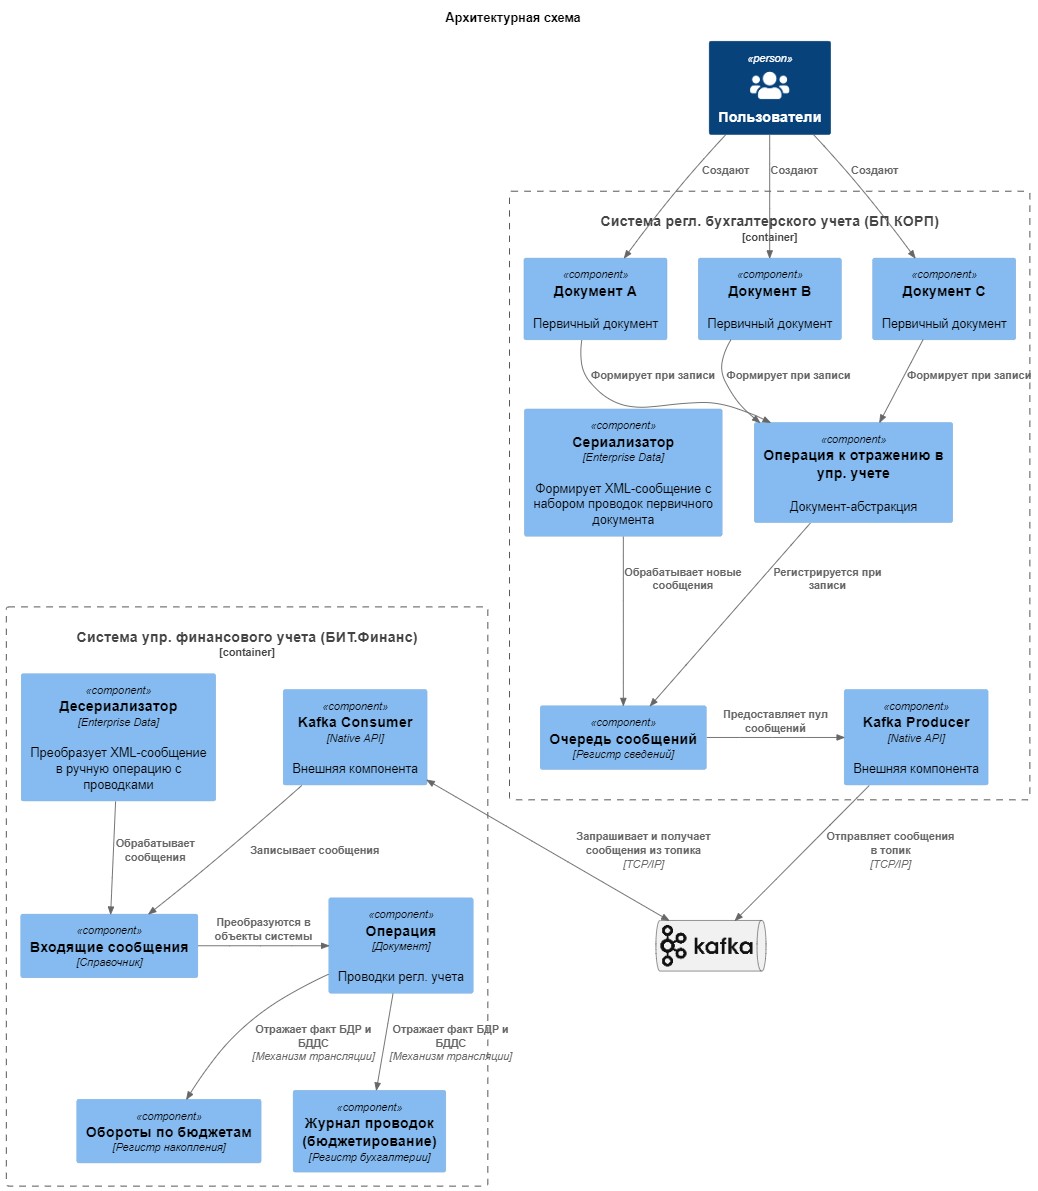 Архитектурная схема
«person»
Пользователи
Создают
Создают
Создают
Система регл. бухгалтерского учета (БП КОРП)
[container]
«component»
Документ А
Первичный документ
«component»
Документ B
Первичный документ
«component»
Документ C
Первичный документ
Формирует при записи
Формирует при записи
Формирует при записи
«component»
Сериализатор
[Enterprise Data]
Формирует XML-сообщение с
набором проводок первичного
документа
«component»
Операция к отражению в
упр. учете
Документ-абстракция
Обрабатывает новые
сообщения
Регистрируется при
записи
«component»
Очередь сообщений
[Регистр сведений]
Предоставляет пул
сообщений
«component»
Kafka Producer
[Native API]
Внешняя компонента
Система упр. финансового учета (БИТ.Финанс)
[container]
«component»
Десериализатор
[Enterprise Data]
Преобразует XML-сообщение
в ручную операцию с
проводками
«component»
Kafka Consumer
[Native API]
Внешняя компонента
Обрабатывает
сообщения
Записывает сообщения
Запрашивает и получает
сообщения из топика
[TCP/IP]
Отправляет сообщения
в топик
[TCP/IP]
kafka
«component»
Входящие сообщения
[Справочник]
Преобразуются в
объекты системы
«component»
Операция
[Документ]
Проводки регл. учета
Отражает факт БДР и
БДДС
[Механизм трансляции]
Отражает факт БДР и
БДДС
[Механизм трансляции]
«component»
Обороты по бюджетам
[Регистр накопления]
«component»
Журнал проводок
(бюджетирование)
[Регистр бухгалтерии]